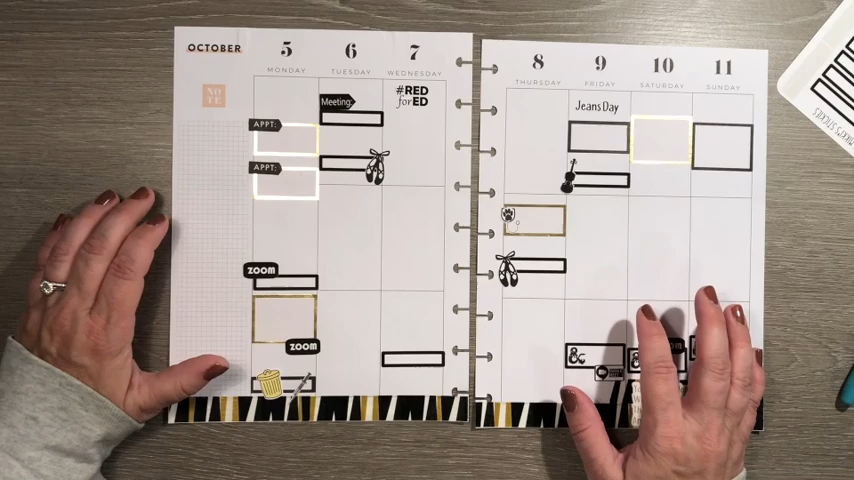 OCTOBER
5
MONDAY
6
TUESDAY
7
WEDNESDAY
8
THURSDAY
9
FRIDAY
10
SATURDAY
11
SUNDAY
NO
TE
APPT:
APPT:
Meeting:
#RED
for ED
Jeans Day
ZOOM
ZOOM
STICKERS